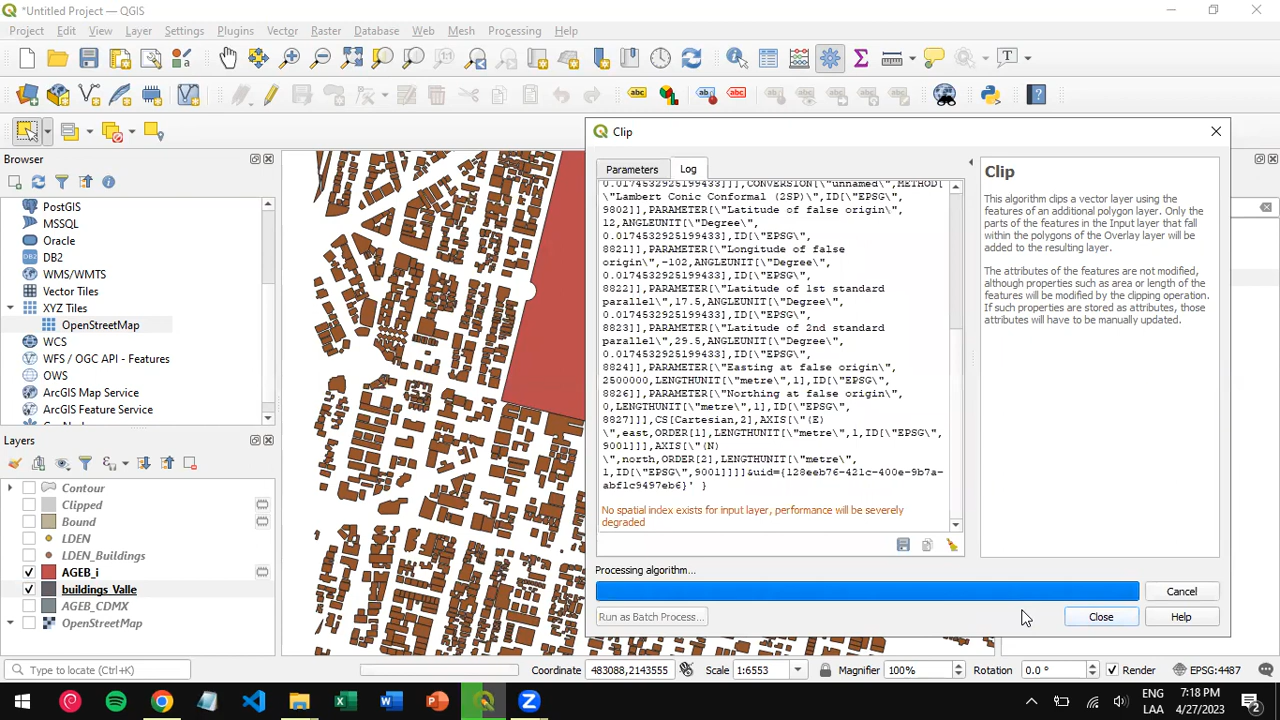 *Untitled Project — QGIS
Project Edit View Layer Settings Plugins Vector Raster Database Web Mesh Processing Help
Browser
PostGIS
MSSQL
Oracle
DB2
WMS/WMTS
Vector Tiles
XYZ Tiles
OpenStreetMap
WCS
WFS / OGC API - Features
OWS
ArcGIS Map Service
ArcGIS Feature Service
Layers
Contour
Clipped
Bound
LDEN
LDEN_Buildings
AGEB_i
buildings_Valle
AGEB_CDMX
OpenStreetMap
Clip
Parameters Log
0.0174532925199433]]],CONVERSION[\"unnamed\",METHOD[
\"Lambert Conic Conformal (2SP)\",ID[\"EPSG\",
9802]],PARAMETER[\"Latitude of false origin\",
12,ANGLEUNIT[\"Degree\",
0.0174532925199433],ID[\"EPSG\",
8821]],PARAMETER[\"Longitude of false
origin\",-102,ANGLEUNIT[\"Degree\",
0.0174532925199433],ID[\"EPSG\",
8822]],PARAMETER[\"Latitude of 1st standard
parallel\",17.5,ANGLEUNIT[\"Degree\",
0.0174532925199433],ID[\"EPSG\",
8823]],PARAMETER[\"Latitude of 2nd standard
parallel\",29.5,ANGLEUNIT[\"Degree\",
0.0174532925199433],ID[\"EPSG\",
8824]],PARAMETER[\"Easting at false origin\",
2500000,LENGTHUNIT[\"metre\",1],ID[\"EPSG\",
8826]],PARAMETER[\"Northing at false origin\",
0,LENGTHUNIT[\"metre\",1],ID[\"EPSG\",
8827]]],CS[Cartesian,2],AXIS[\"(E)
\",east,ORDER[1],LENGTHUNIT[\"metre\",1,ID[\"EPSG\",
9001]]],AXIS[\"(N)
\",north,ORDER[2],LENGTHUNIT[\"metre\",
1,ID[\"EPSG\",9001]]]]&uid={128eeb76-421c-400e-9b7a-
abf1c9497eb6}' }
No spatial index exists for input layer, performance will be severely
degraded
Clip
This algorithm clips a vector layer using the
features of an additional polygon layer. Only the
parts of the features in the Input layer that fall
within the polygons of the Overlay layer will be
added to the resulting layer.
The attributes of the features are not modified,
although properties such as area or length of the
features will be modified by the clipping operation.
If such properties are stored as attributes, those
attributes will have to be manually updated.
Processing algorithm...
Cancel
Run as Batch Process...
Close
Help
Type to locate (Ctrl+K)
Coordinate 483088,2143555
Scale 1:6553
Magnifier 100%
Rotation 0.0 °
Render
EPSG:4487
ENG
LAA
7:18 PM
4/27/2023